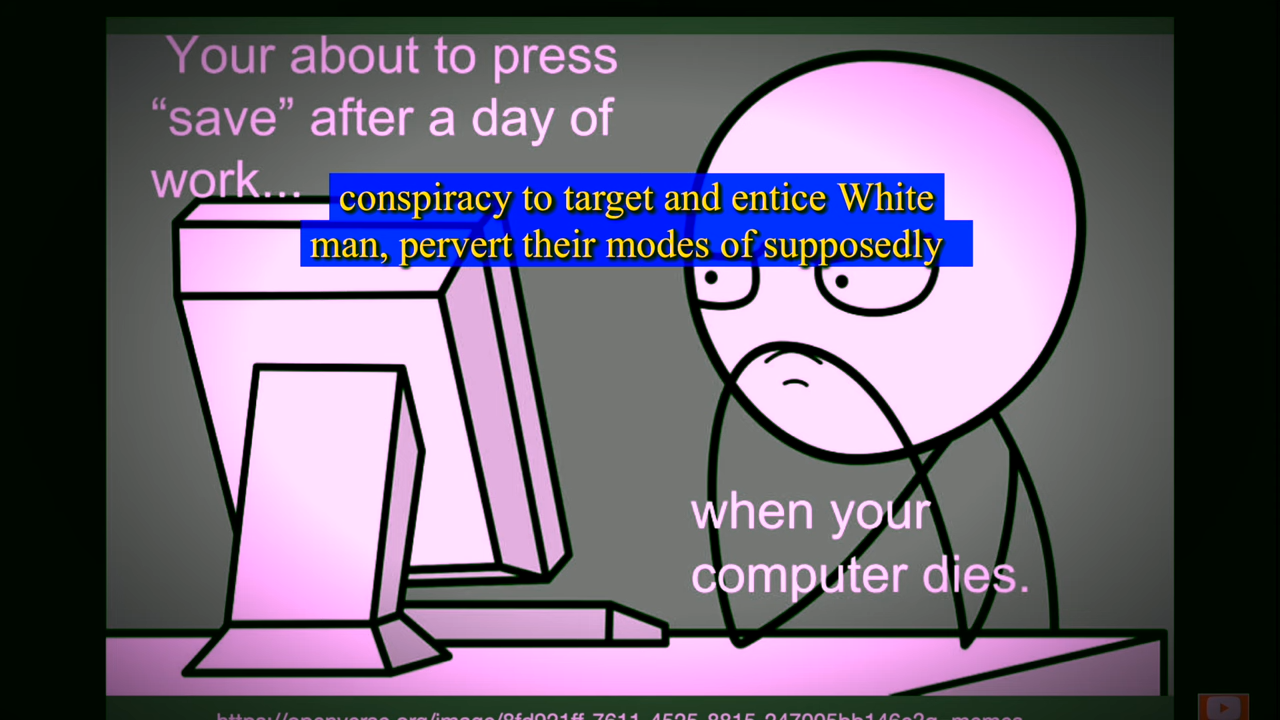 Your about to press
“save” after a day of
work...
conspiracy to target and entice White
man, pervert their modes of supposedly
when your
computer dies.